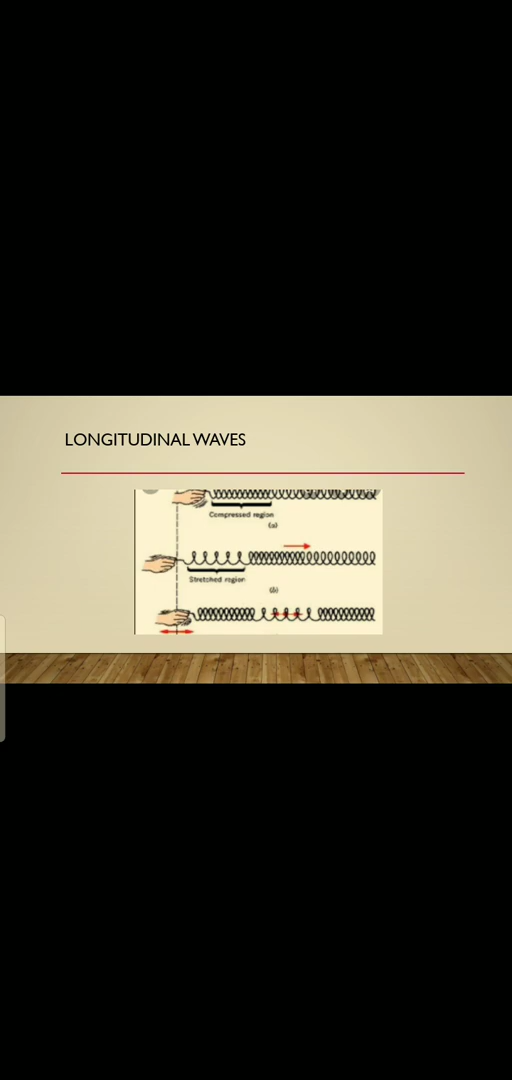 LONGITUDINAL WAVES
Compressed region
(a)
Stretched region
(b)